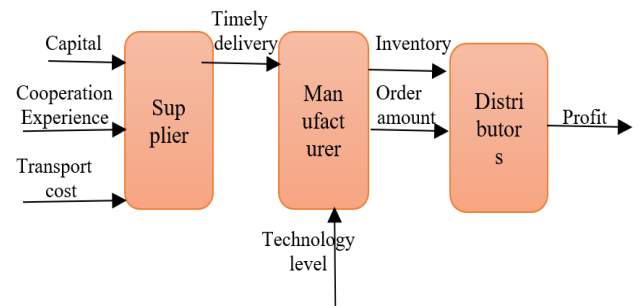 Capital
Cooperation
Experience
Transport
cost
Sup
plier
Timely
delivery
Man
ufact
urer
Technology
level
Inventory
Order
amount
Distri
butor
s
Profit